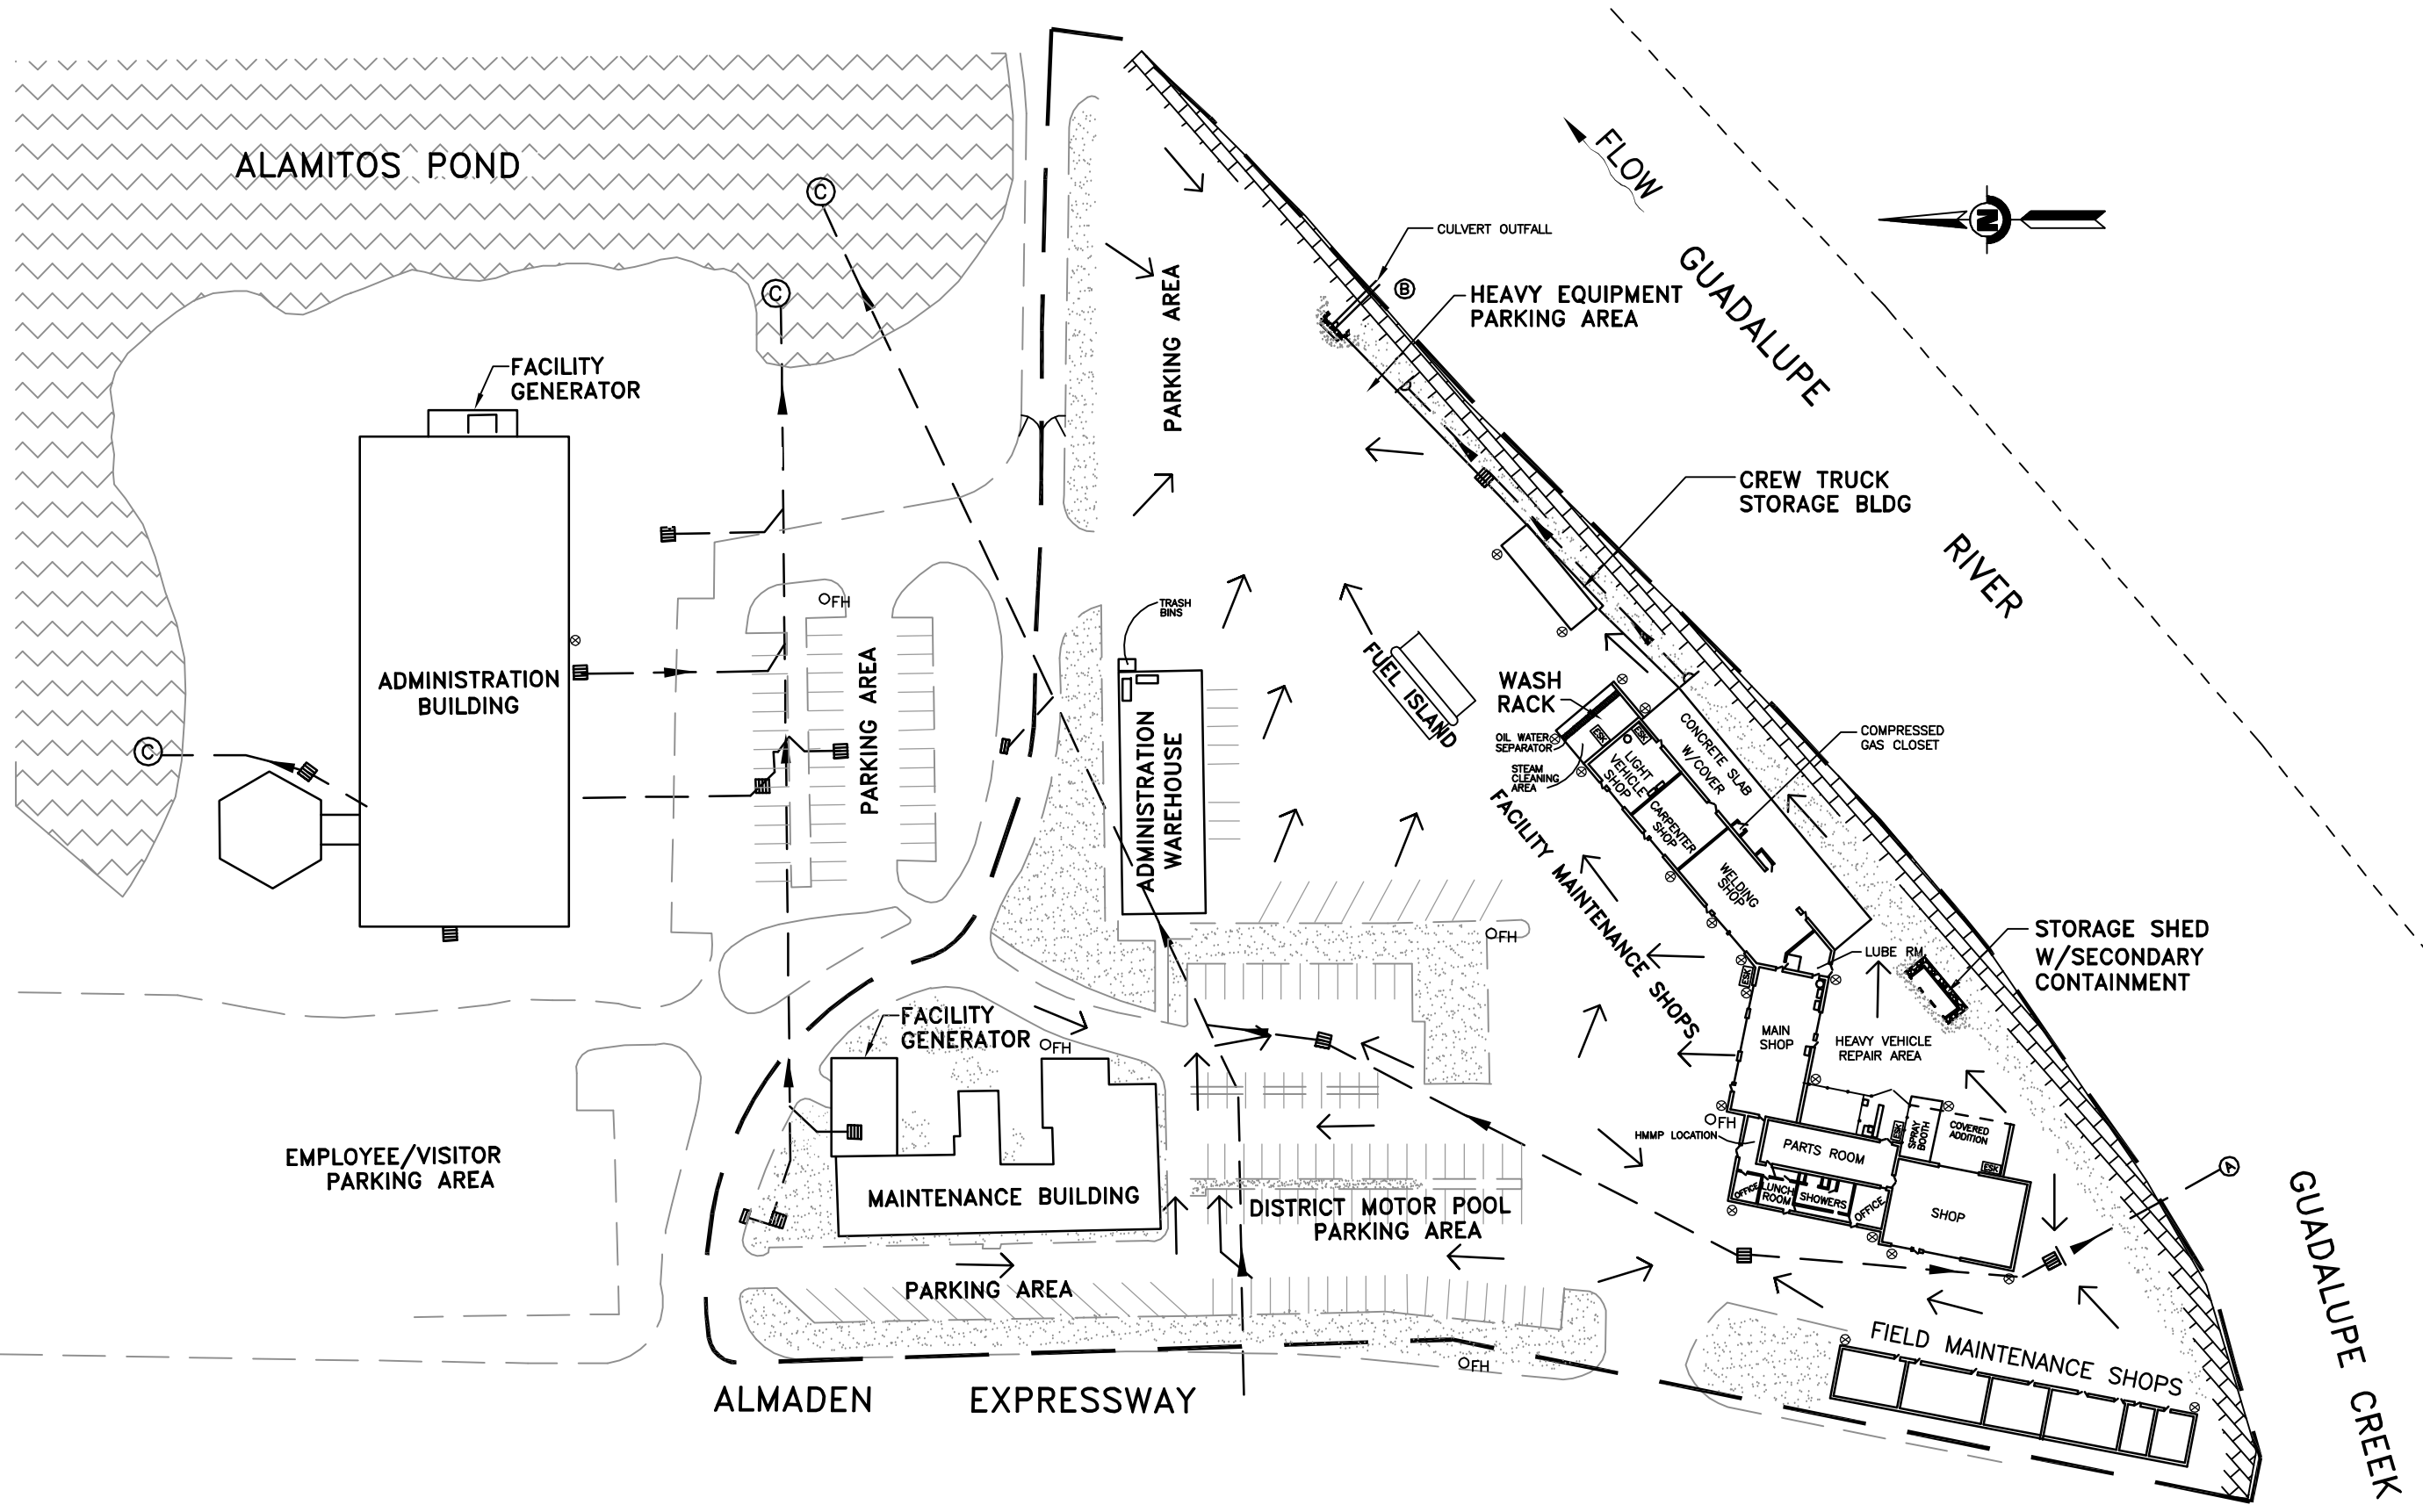 ALAMITOS POND
C
C
C
FACILITY
GENERATOR
ADMINISTRATION
BUILDING
FH
PARKING AREA
EMPLOYEE/VISITOR
PARKING AREA
FLOW
N
CULVERT OUTFALL
B
HEAVY EQUIPMENT
PARKING AREA
GUADALUPE
RIVER
PARKING AREA
CREW TRUCK
STORAGE BLDG
TRASH
BINS
ADMINISTRATION
WAREHOUSE
FUEL ISLAND
WASH
RACK
OIL WATER
SEPARATOR
STEAM
CLEANING
AREA
ESK
ESK
CONCRETE SLAB
W/COVER
COMPRESSED
GAS CLOSET
LIGHT
VEHICLE
SHOP
CARPENTER
SHOP
WELDING
SHOP
FACILITY MAINTENANCE SHOPS
FH
LUBE RM
ESK
STORAGE SHED
W/SECONDARY
CONTAINMENT
FACILITY
GENERATOR
FH
MAIN
SHOP
HEAVY VEHICLE
REPAIR AREA
FH
HMMP LOCATION
PARTS ROOM
ESK
SPRAY
BOOTH
COVERED
ADDITION
ESK
OFFICE
LUNCH
ROOM
SHOWERS
OFFICE
SHOP
A
MAINTENANCE BUILDING
DISTRICT MOTOR POOL
PARKING AREA
PARKING AREA
FH
FIELD MAINTENANCE SHOPS
GUADALUPE CREEK
ALMADEN EXPRESSWAY